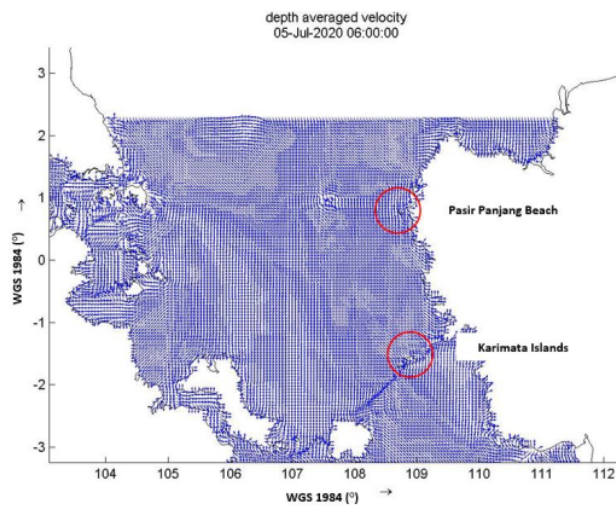 depth averaged velocity
05-Jul-2020 06:00:00
3
2
1
0
-1
-2
-3
WGS 1984 (º) →
Pasir Panjang Beach
Karimata Islands
104 105 106 107 108 109 110 111 112
WGS 1984 (º) →